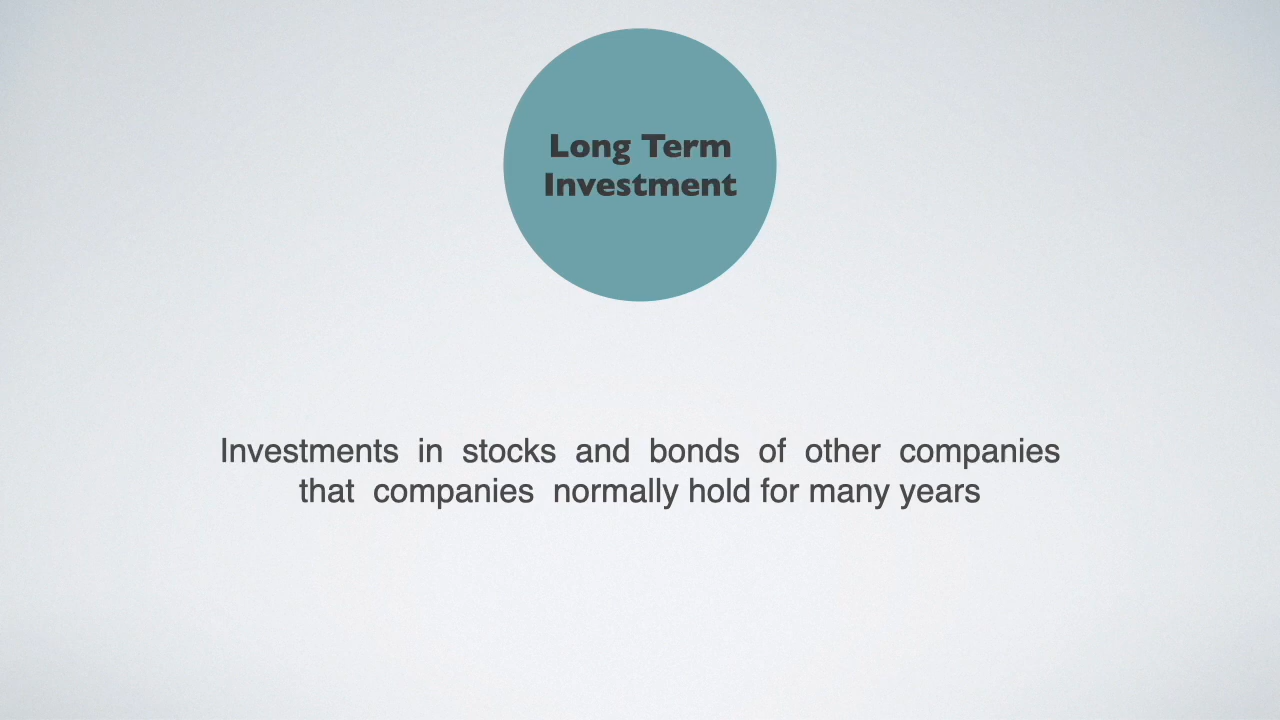 Long Term
Investment
Investments in stocks and bonds of other companies
that companies normally hold for many years